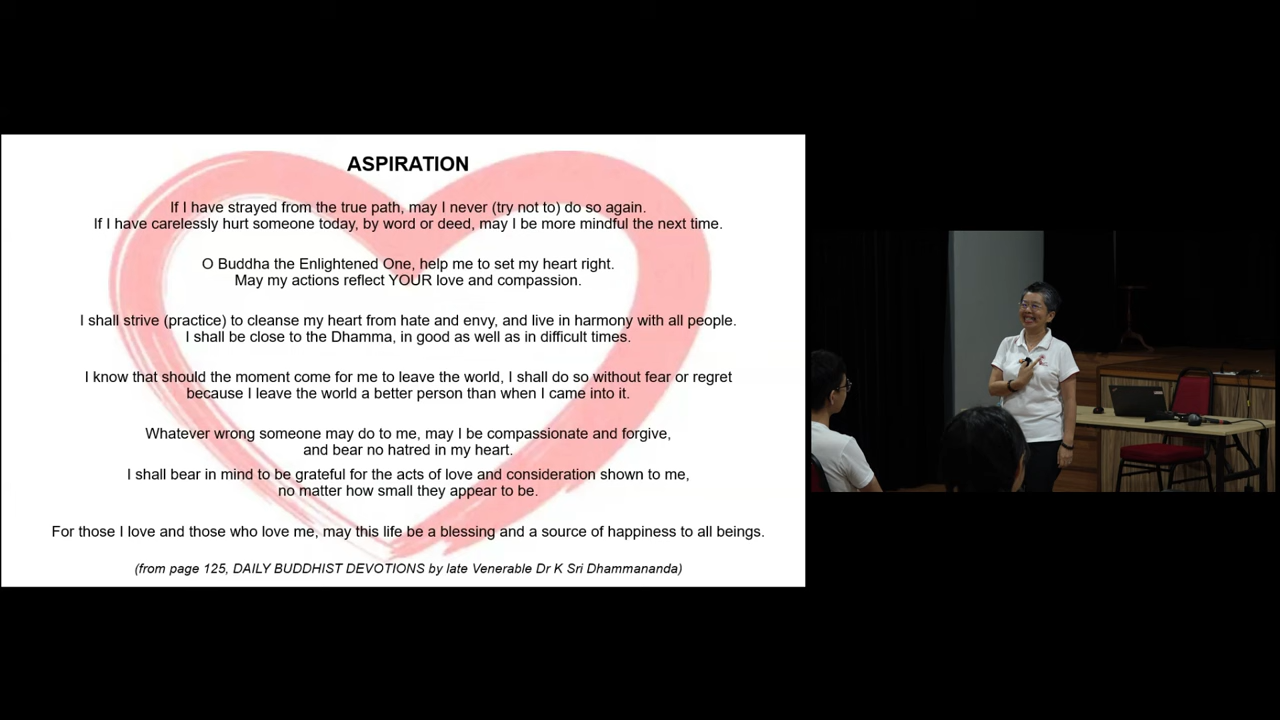 ASPIRATION
If I have strayed from the true path, may I never (try not to) do so again.
If I have carelessly hurt someone today, by word or deed, may I be more mindful the next time.
O Buddha the Enlightened One, help me to set my heart right.
May my actions reflect YOUR love and compassion.
I shall strive (practice) to cleanse my heart from hate and envy, and live in harmony with all people.
I shall be close to the Dhamma, in good as well as in difficult times.
I know that should the moment come for me to leave the world, I shall do so without fear or regret
because I leave the world a better person than when I came into it.
Whatever wrong someone may do to me, may I be compassionate and forgive,
and bear no hatred in my heart.
I shall bear in mind to be grateful for the acts of love and consideration shown to me,
no matter how small they appear to be.
For those I love and those who love me, may this life be a blessing and a source of happiness to all beings.
(from page 125, DAILY BUDDHIST DEVOTIONS by late Venerable Dr K Sri Dhammananda)